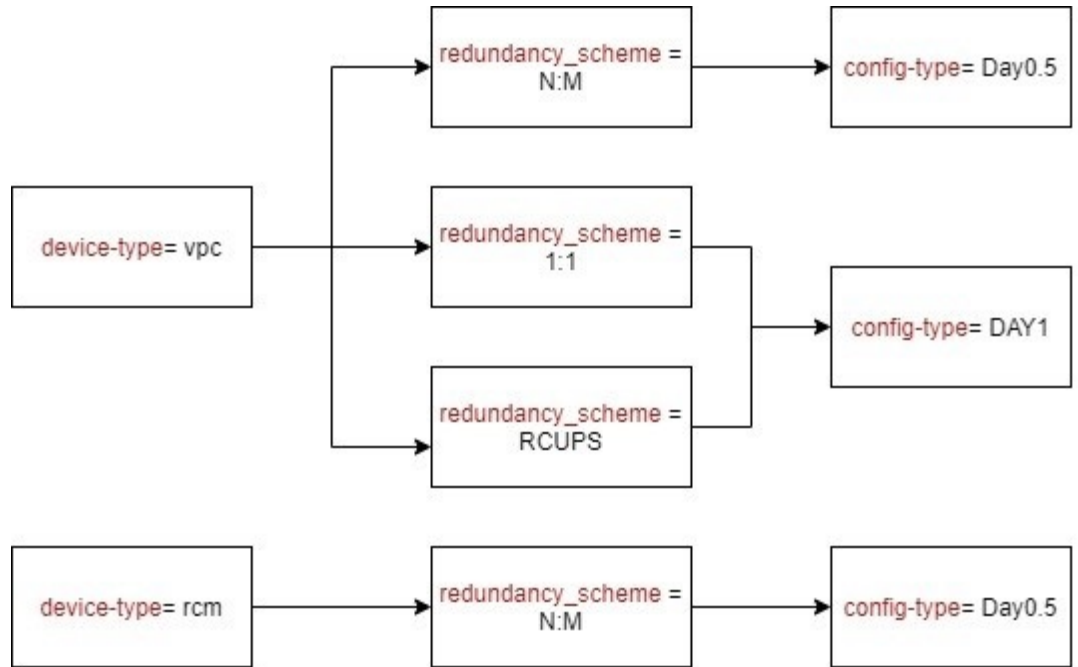 redundancy_scheme =
N:M
config-type= Day0.5
device-type= vpc
redundancy_scheme =
1:1
config-type= DAY1
redundancy_scheme =
RCUPS
device-type= rcm
redundancy_scheme =
N:M
config-type= Day0.5